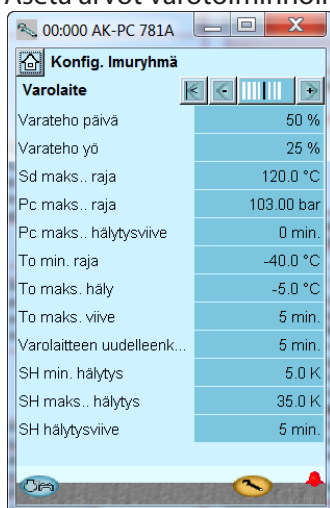 Aseta arvot varotoiminnoil
00:000 AK-PC 781A
Konfig. Imuryhmä
Varolaite
Varateho päivä 50 %
Varateho yö 25 %
Sd maks.. raja 120.0 °C
Pc maks.. raja 103.00 bar
Pc maks.. hälytysviive 0 min.
To min. raja -40.0 °C
To maks. häly -5.0 °C
To maks. viive 5 min.
Varolaitteen uudelleenk... 5 min.
SH min. hälytys 5.0 K
SH maks.. hälytys 35.0 K
SH hälytysviive 5 min.